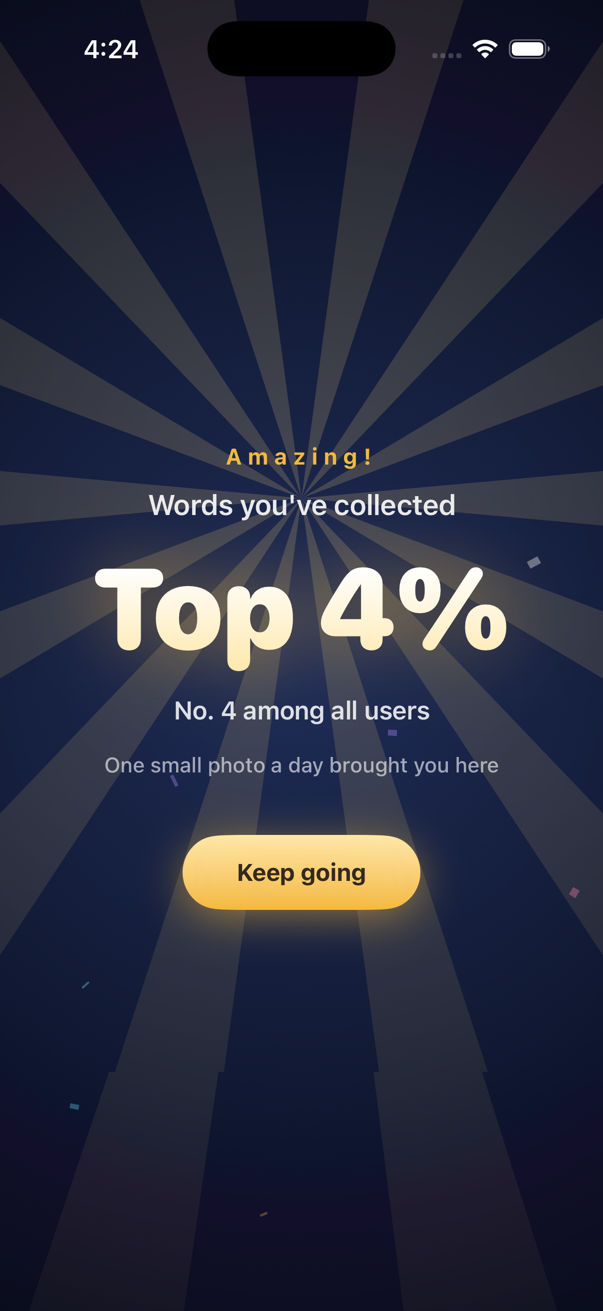 4:24
Amazing!
Words you've collected
Top 4%
No. 4 among all users
One small photo a day brought you here
Keep going